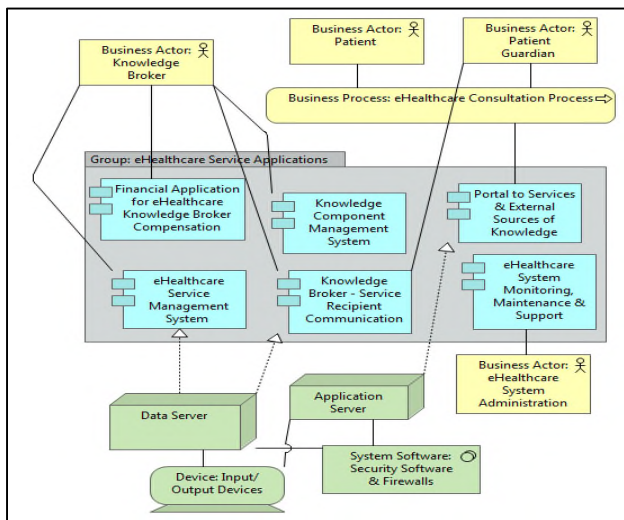 Business Actor:
Knowledge
Broker
Business Actor:
Patient
Business Actor:
Patient
Guardian
Business Process: eHealthcare Consultation Process
Group: eHealthcare Service Applications
Financial Application
for eHealthcare
Knowledge Broker
Compensation
Knowledge
Component
Management
System
Portal to Services
& External
Sources of
Knowledge
eHealthcare
Service
Management
System
Knowledge
Broker - Service
Recipient
Communication
eHealthcare
System
Monitoring,
Maintenance &
Support
Business Actor:
eHealthcare
System
Administration
Data Server
Application
Server
Device: Input/
Output Devices
System Software:
Security Software
& Firewalls